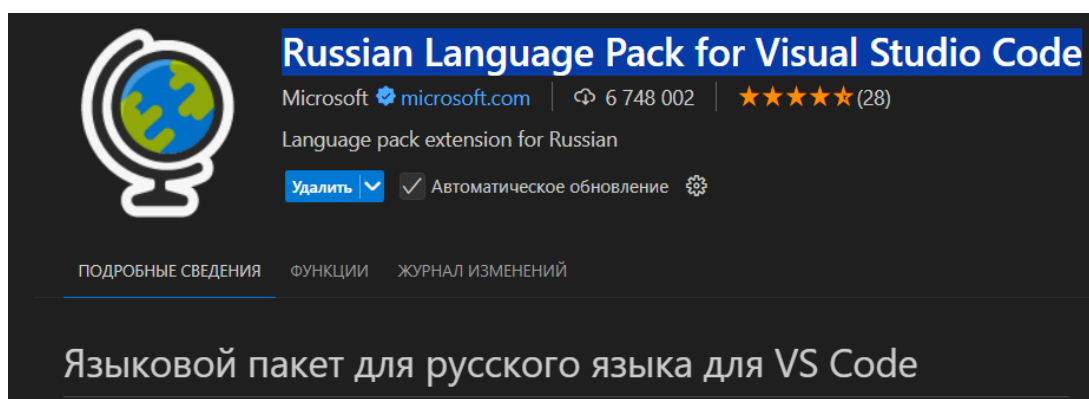 Russian Language Pack for Visual Studio Code
Microsoft microsoft.com 6 748 002 (28)
Language pack extension for Russian
Удалить Автоматическое обновление
ПОДРОБНЫЕ СВЕДЕНИЯ ФУНКЦИИ ЖУРНАЛ ИЗМЕНЕНИЙ
Языковой пакет для русского языка для VS Code